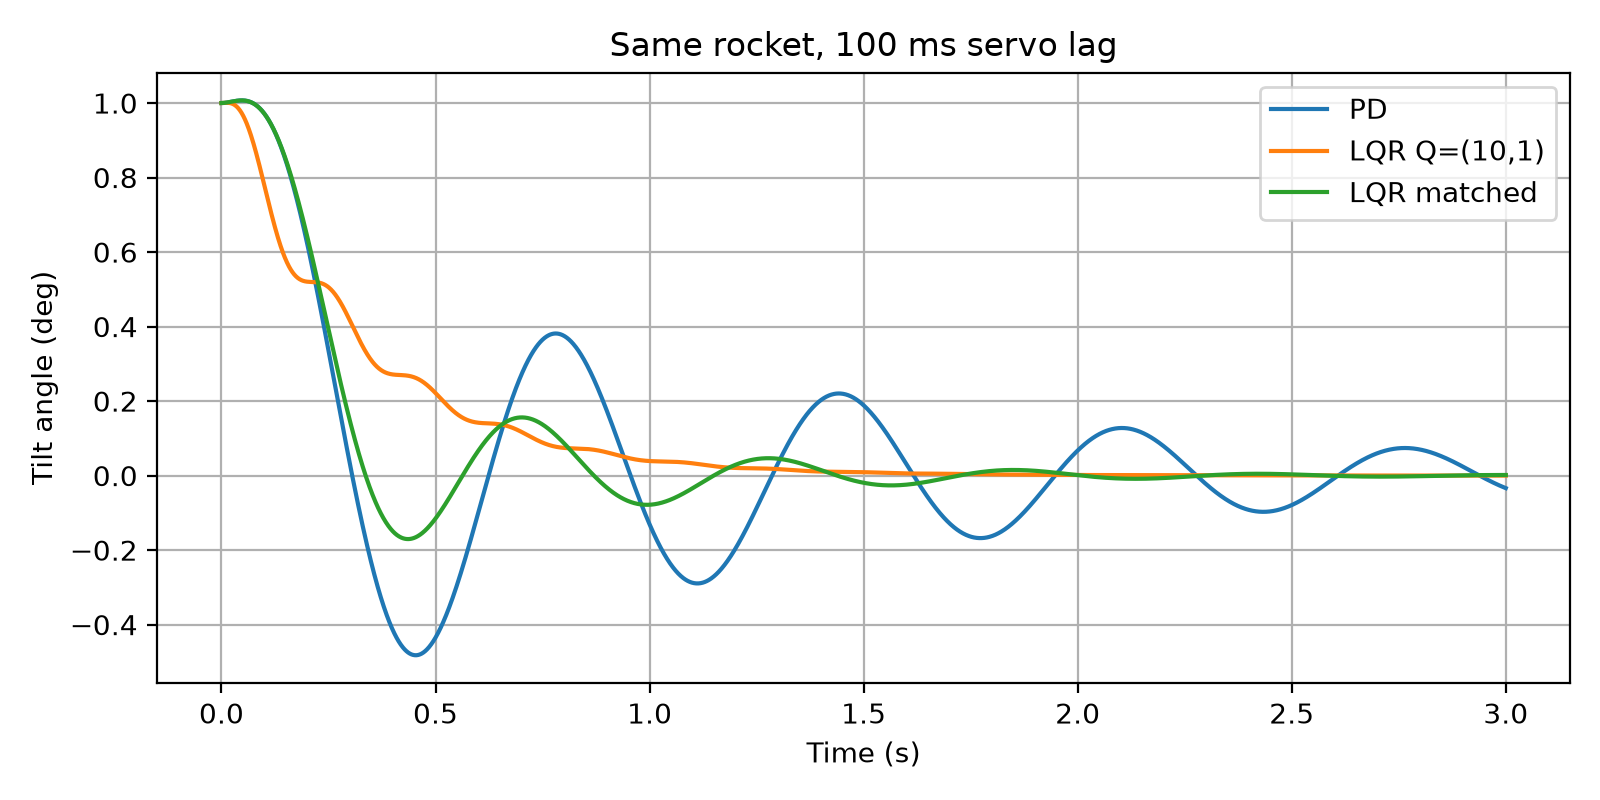 Same rocket, 100 ms servo lag
PD
LQR Q=(10,1)
LQR matched
Tilt angle (deg)
1.0
0.8
0.6
0.4
0.2
0.0
−0.2
−0.4
0.0 0.5 1.0 1.5 2.0 2.5 3.0
Time (s)